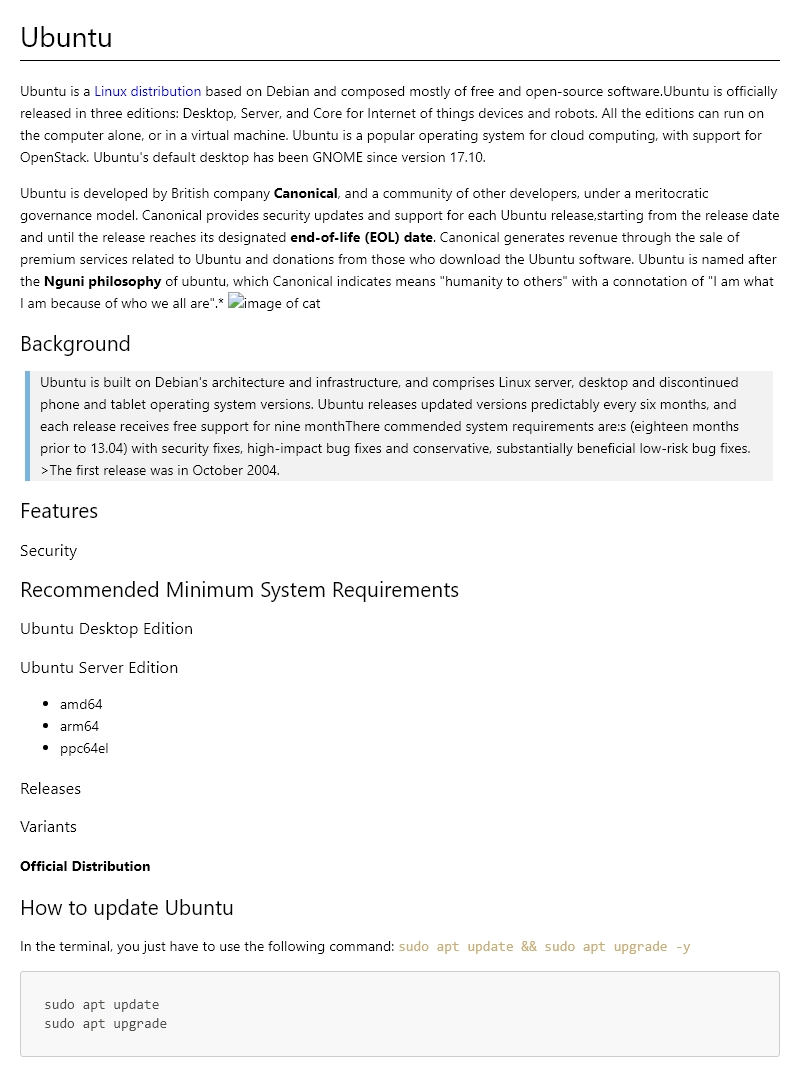 Ubuntu
Ubuntu is a Linux distribution based on Debian and composed mostly of free and open-source software.Ubuntu is officially
released in three editions: Desktop, Server, and Core for Internet of things devices and robots. All the editions can run on
the computer alone, or in a virtual machine. Ubuntu is a popular operating system for cloud computing, with support for
OpenStack. Ubuntu's default desktop has been GNOME since version 17.10.
Ubuntu is developed by British company Canonical, and a community of other developers, under a meritocratic
governance model. Canonical provides security updates and support for each Ubuntu release,starting from the release date
and until the release reaches its designated end-of-life (EOL) date. Canonical generates revenue through the sale of
premium services related to Ubuntu and donations from those who download the Ubuntu software. Ubuntu is named after
the Nguni philosophy of ubuntu, which Canonical indicates means "humanity to others" with a connotation of "I am what
I am because of who we all are".* image of cat
Background
Ubuntu is built on Debian's architecture and infrastructure, and comprises Linux server, desktop and discontinued
phone and tablet operating system versions. Ubuntu releases updated versions predictably every six months, and
each release receives free support for nine monthThere commended system requirements are:s (eighteen months
prior to 13.04) with security fixes, high-impact bug fixes and conservative, substantially beneficial low-risk bug fixes.
>The first release was in October 2004.
Features
Security
Recommended Minimum System Requirements
Ubuntu Desktop Edition
Ubuntu Server Edition
• amd64
• arm64
• ppc64el
Releases
Variants
Official Distribution
How to update Ubuntu
In the terminal, you just have to use the following command: sudo apt update && sudo apt upgrade -y
sudo apt update
sudo apt upgrade